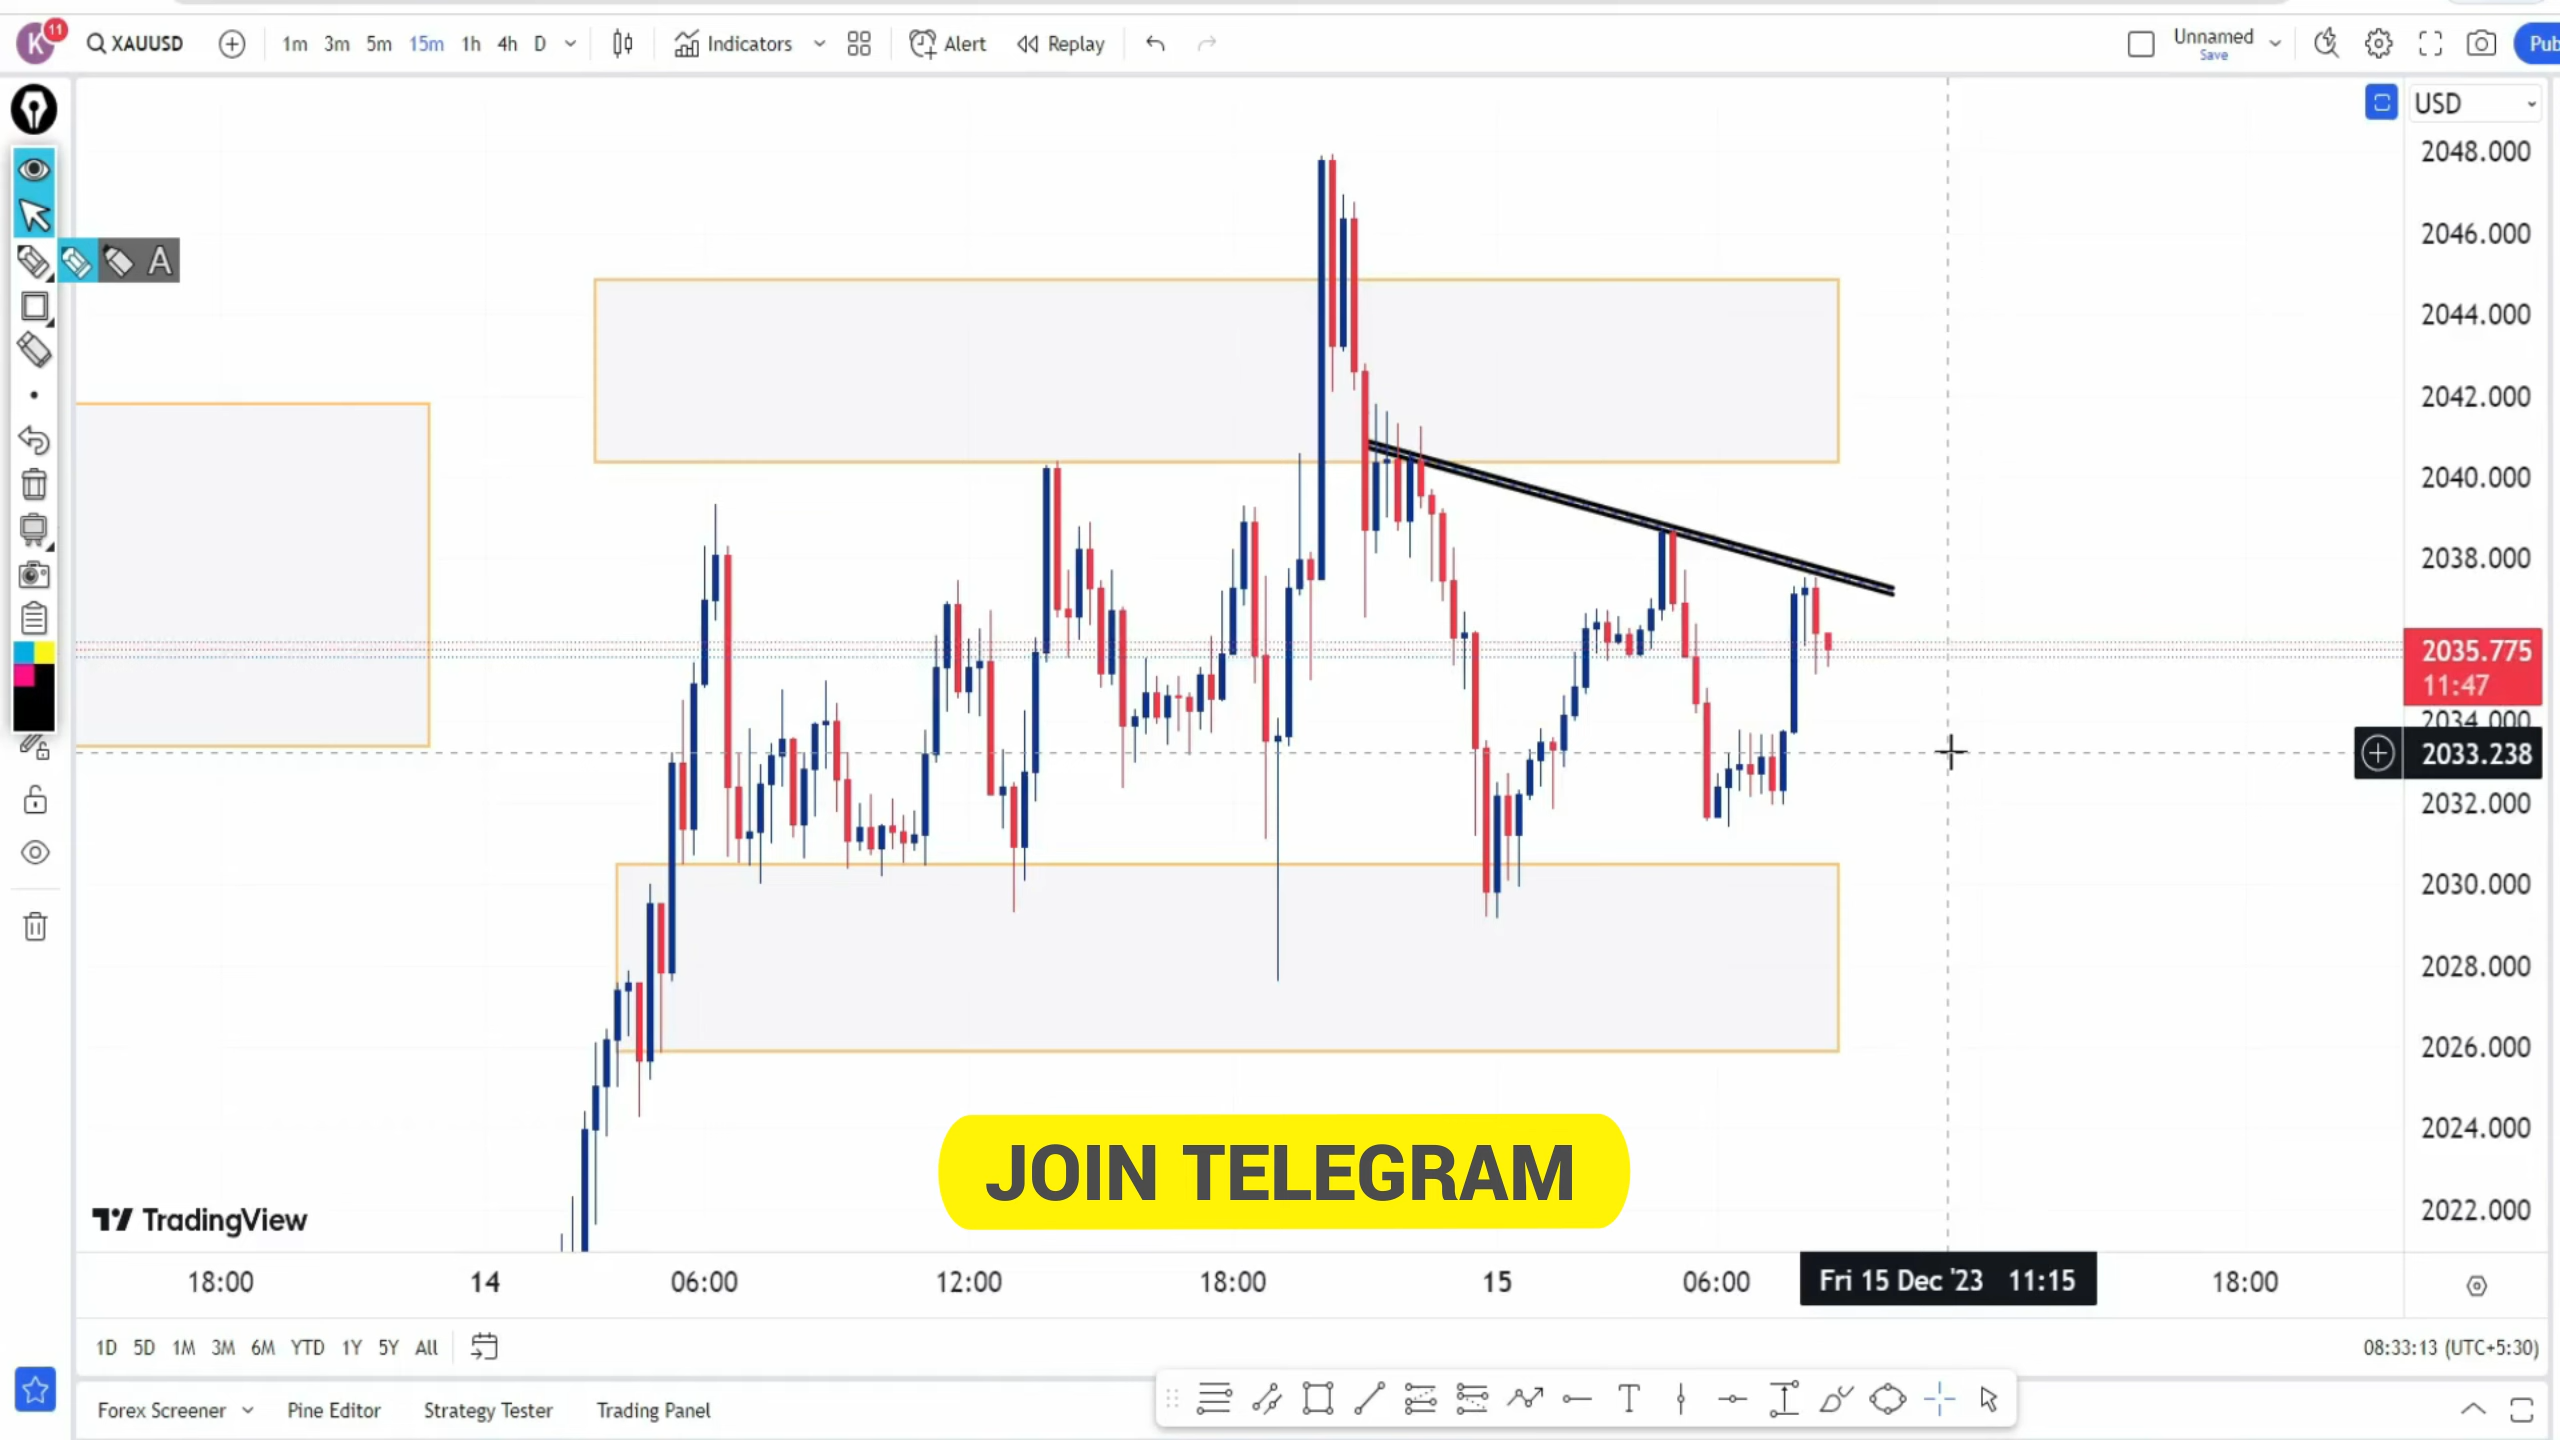 K 11 XAUUSD 1m 3m 5m 15m 1h 4h D Indicators Alert Replay Unnamed Pub
Save
USD
A
2048.000
2046.000
2044.000
2042.000
2040.000
2038.000
2035.775
11:47
2034.000
2033.238
2032.000
2030.000
2028.000
2026.000
2024.000
JOIN TELEGRAM
2022.000
TradingView
18:00 14 06:00 12:00 18:00 15 06:00 Fri 15 Dec '23 11:15 18:00
1D 5D 1M 3M 6M YTD 1Y 5Y All 08:33:13 (UTC+5:30)
Forex Screener Pine Editor Strategy Tester Trading Panel T